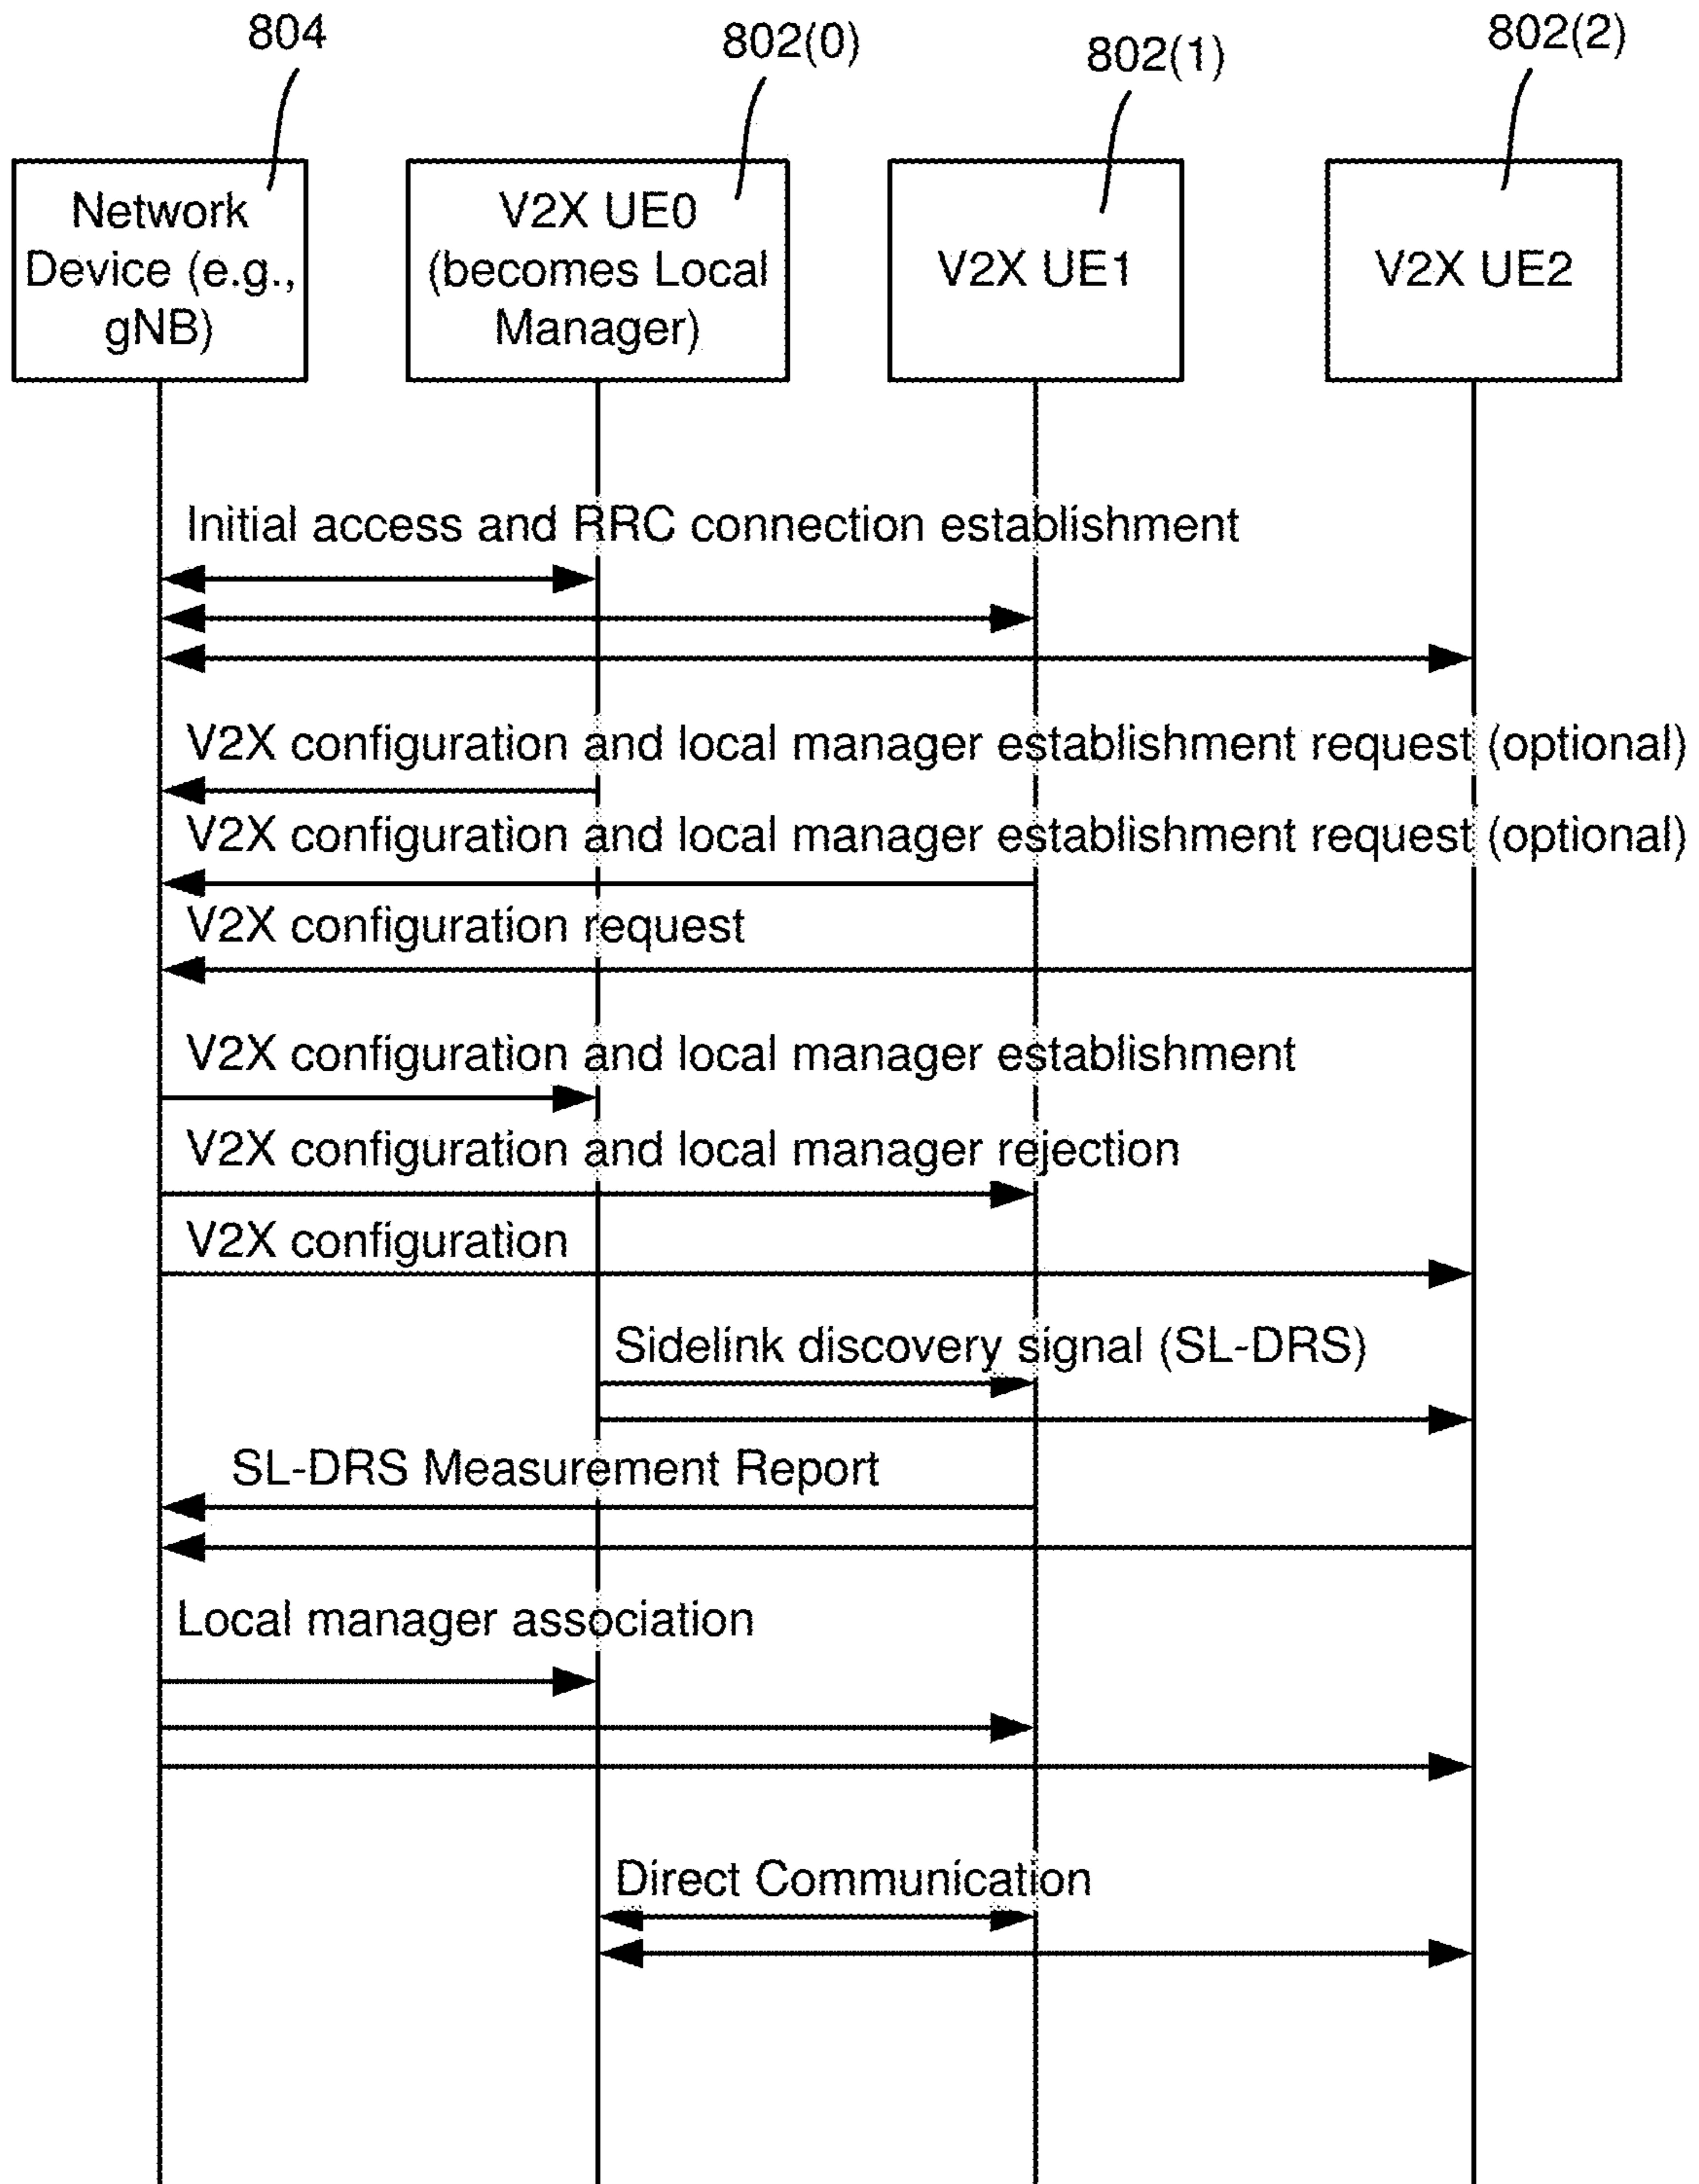 804
802(0)
802(1)
802(2)
Network
Device (e.g.,
gNB)
V2X UE0
(becomes Local
Manager)
V2X UE1
V2X UE2
Initial access and RRC connection establishment
V2X configuration and local manager establishment request (optional)
V2X configuration and local manager establishment request (optional)
V2X configuration request
V2X configuration and local manager establishment
V2X configuration and local manager rejection
V2X configuration
Sidelink discovery signal (SL-DRS)
SL-DRS Measurement Report
Local manager association
Direct Communication